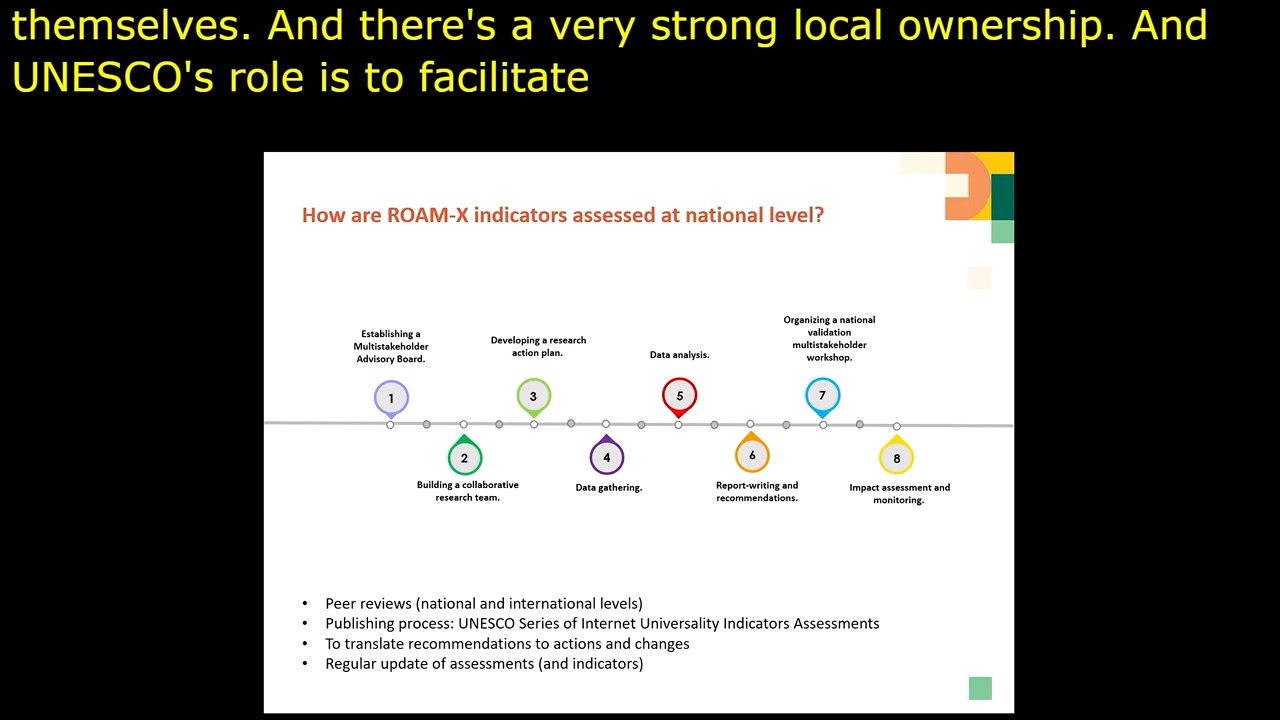 themselves. And there's a very strong local ownership. And
UNESCO's role is to facilitate
How are ROAM-X indicators assessed at national level?
Establishing a
Multistakeholder
Advisory Board.
1
2
Building a collaborative
research team.
Developing a research
action plan.
3
4
Data gathering.
Data analysis.
5
6
Report-writing and
recommendations.
Organizing a national
validation
multistakeholder
workshop.
7
8
Impact assessment and
monitoring.
• Peer reviews (national and international levels)
• Publishing process: UNESCO Series of Internet Universality Indicators Assessments
• To translate recommendations to actions and changes
• Regular update of assessments (and indicators)